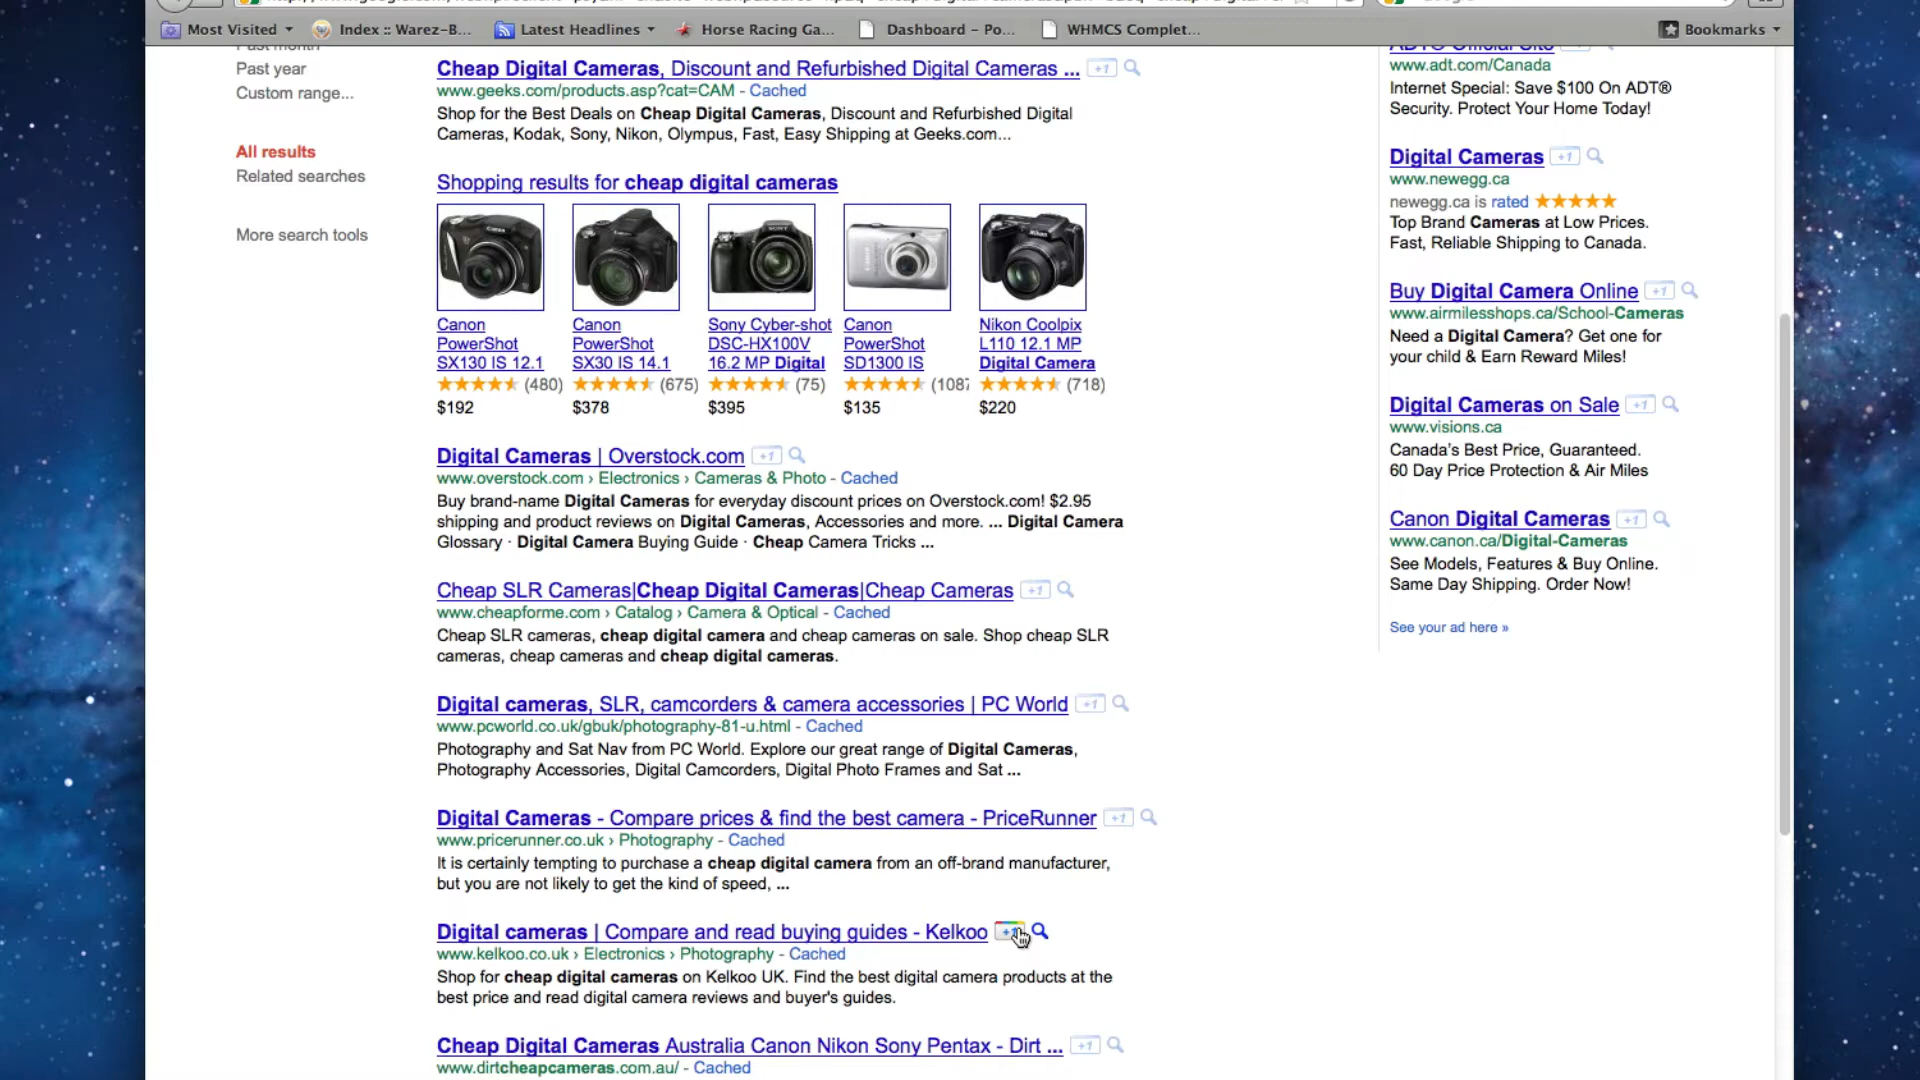 Most Visited
Index :: Warez-B...
Latest Headlines
Horse Racing Ga...
Dashboard - Po...
WHMCS Complet...
Bookmarks
Past month
Past year
Custom range...
All results
Related searches
More search tools
Cheap Digital Cameras, Discount and Refurbished Digital Cameras ... +1
www.geeks.com/products.asp?cat=CAM - Cached
Shop for the Best Deals on Cheap Digital Cameras, Discount and Refurbished Digital
Cameras, Kodak, Sony, Nikon, Olympus, Fast, Easy Shipping at Geeks.com...
Shopping results for cheap digital cameras
Canon
PowerShot
SX130 IS 12.1
(480)
$192
Canon
PowerShot
SX30 IS 14.1
(675)
$378
Sony Cyber-shot
DSC-HX100V
16.2 MP Digital
(75)
$395
Canon
PowerShot
SD1300 IS
(1087
$135
Nikon Coolpix
L110 12.1 MP
Digital Camera
(718)
$220
Digital Cameras | Overstock.com +1
www.overstock.com › Electronics › Cameras & Photo - Cached
Buy brand-name Digital Cameras for everyday discount prices on Overstock.com! $2.95
shipping and product reviews on Digital Cameras, Accessories and more. ... Digital Camera
Glossary · Digital Camera Buying Guide · Cheap Camera Tricks ...
Cheap SLR Cameras|Cheap Digital Cameras|Cheap Cameras +1
www.cheapforme.com › Catalog › Camera & Optical - Cached
Cheap SLR cameras, cheap digital camera and cheap cameras on sale. Shop cheap SLR
cameras, cheap cameras and cheap digital cameras.
Digital cameras, SLR, camcorders & camera accessories | PC World +1
www.pcworld.co.uk/gbuk/photography-81-u.html - Cached
Photography and Sat Nav from PC World. Explore our great range of Digital Cameras,
Photography Accessories, Digital Camcorders, Digital Photo Frames and Sat ...
Digital Cameras - Compare prices & find the best camera - PriceRunner +1
www.pricerunner.co.uk › Photography - Cached
It is certainly tempting to purchase a cheap digital camera from an off-brand manufacturer,
but you are not likely to get the kind of speed, ...
Digital cameras | Compare and read buying guides - Kelkoo +1
www.kelkoo.co.uk › Electronics › Photography - Cached
Shop for cheap digital cameras on Kelkoo UK. Find the best digital camera products at the
best price and read digital camera reviews and buyer's guides.
Cheap Digital Cameras Australia Canon Nikon Sony Pentax - Dirt ... +1
www.dirtcheapcameras.com.au/ - Cached
ADT® Official Site
www.adt.com/Canada
Internet Special: Save $100 On ADT®
Security. Protect Your Home Today!
Digital Cameras +1
www.newegg.ca
newegg.ca is rated
Top Brand Cameras at Low Prices.
Fast, Reliable Shipping to Canada.
Buy Digital Camera Online +1
www.airmilesshops.ca/School-Cameras
Need a Digital Camera? Get one for
your child & Earn Reward Miles!
Digital Cameras on Sale +1
www.visions.ca
Canada's Best Price, Guaranteed.
60 Day Price Protection & Air Miles
Canon Digital Cameras +1
www.canon.ca/Digital-Cameras
See Models, Features & Buy Online.
Same Day Shipping. Order Now!
See your ad here »